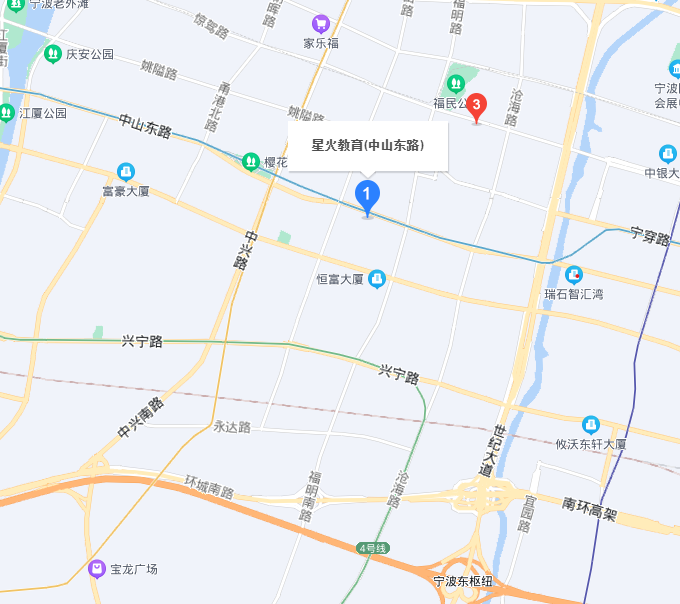 宁波老外滩
惊驾路
福明路
家乐福
江厦街
庆安公园
姚隘路
甬港北路
福民公
3
沧海路
会展中
江厦公园
中山东路
姚隘路
星火教育(中山东路)
樱花
中银大
富豪大厦
1
中兴路
宁穿路
恒富大厦
瑞石智汇湾
兴宁路
兴宁路
中兴南路
永达路
世纪大道
攸沃东轩大厦
环城南路
福明南路
沧海路
宜园路
南环高架
4号线
宝龙广场
宁波东枢纽